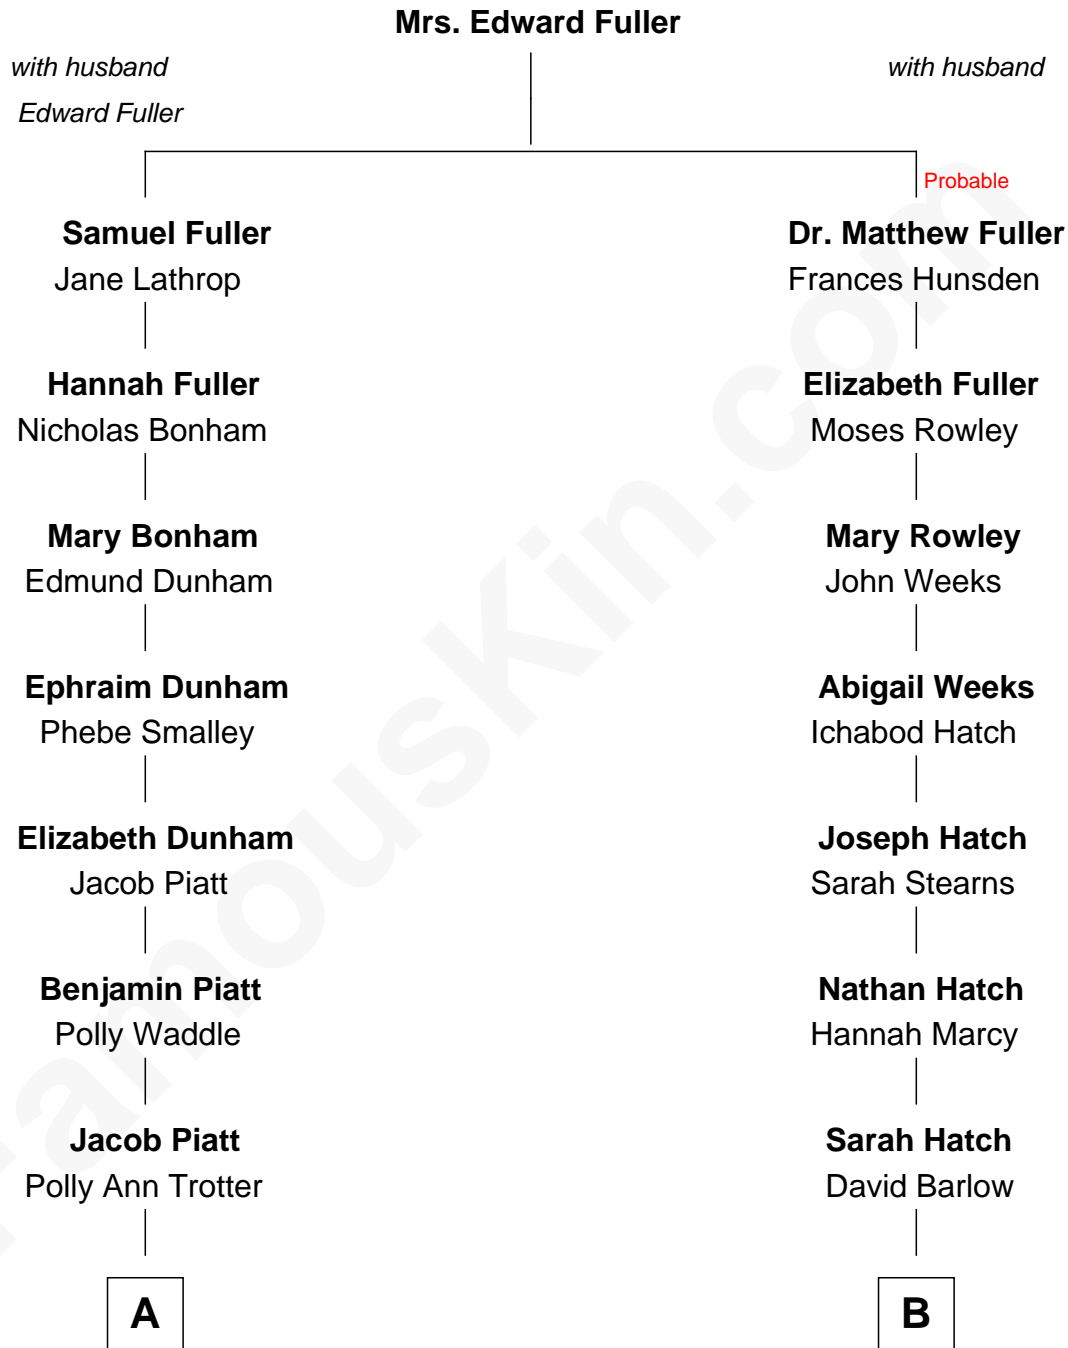 Mrs. Edward Fuller
with husband
Edward Fuller
with husband
Probable
Samuel Fuller
Jane Lathrop
Dr. Matthew Fuller
Frances Hunsden
Hannah Fuller
Nicholas Bonham
Elizabeth Fuller
Moses Rowley
Mary Bonham
Edmund Dunham
Mary Rowley
John Weeks
Ephraim Dunham
Phebe Smalley
Abigail Weeks
Ichabod Hatch
Elizabeth Dunham
Jacob Piatt
Joseph Hatch
Sarah Stearns
Benjamin Piatt
Polly Waddle
Nathan Hatch
Hannah Marcy
Jacob Piatt
Polly Ann Trotter
Sarah Hatch
David Barlow
A
B
FamousKin.com